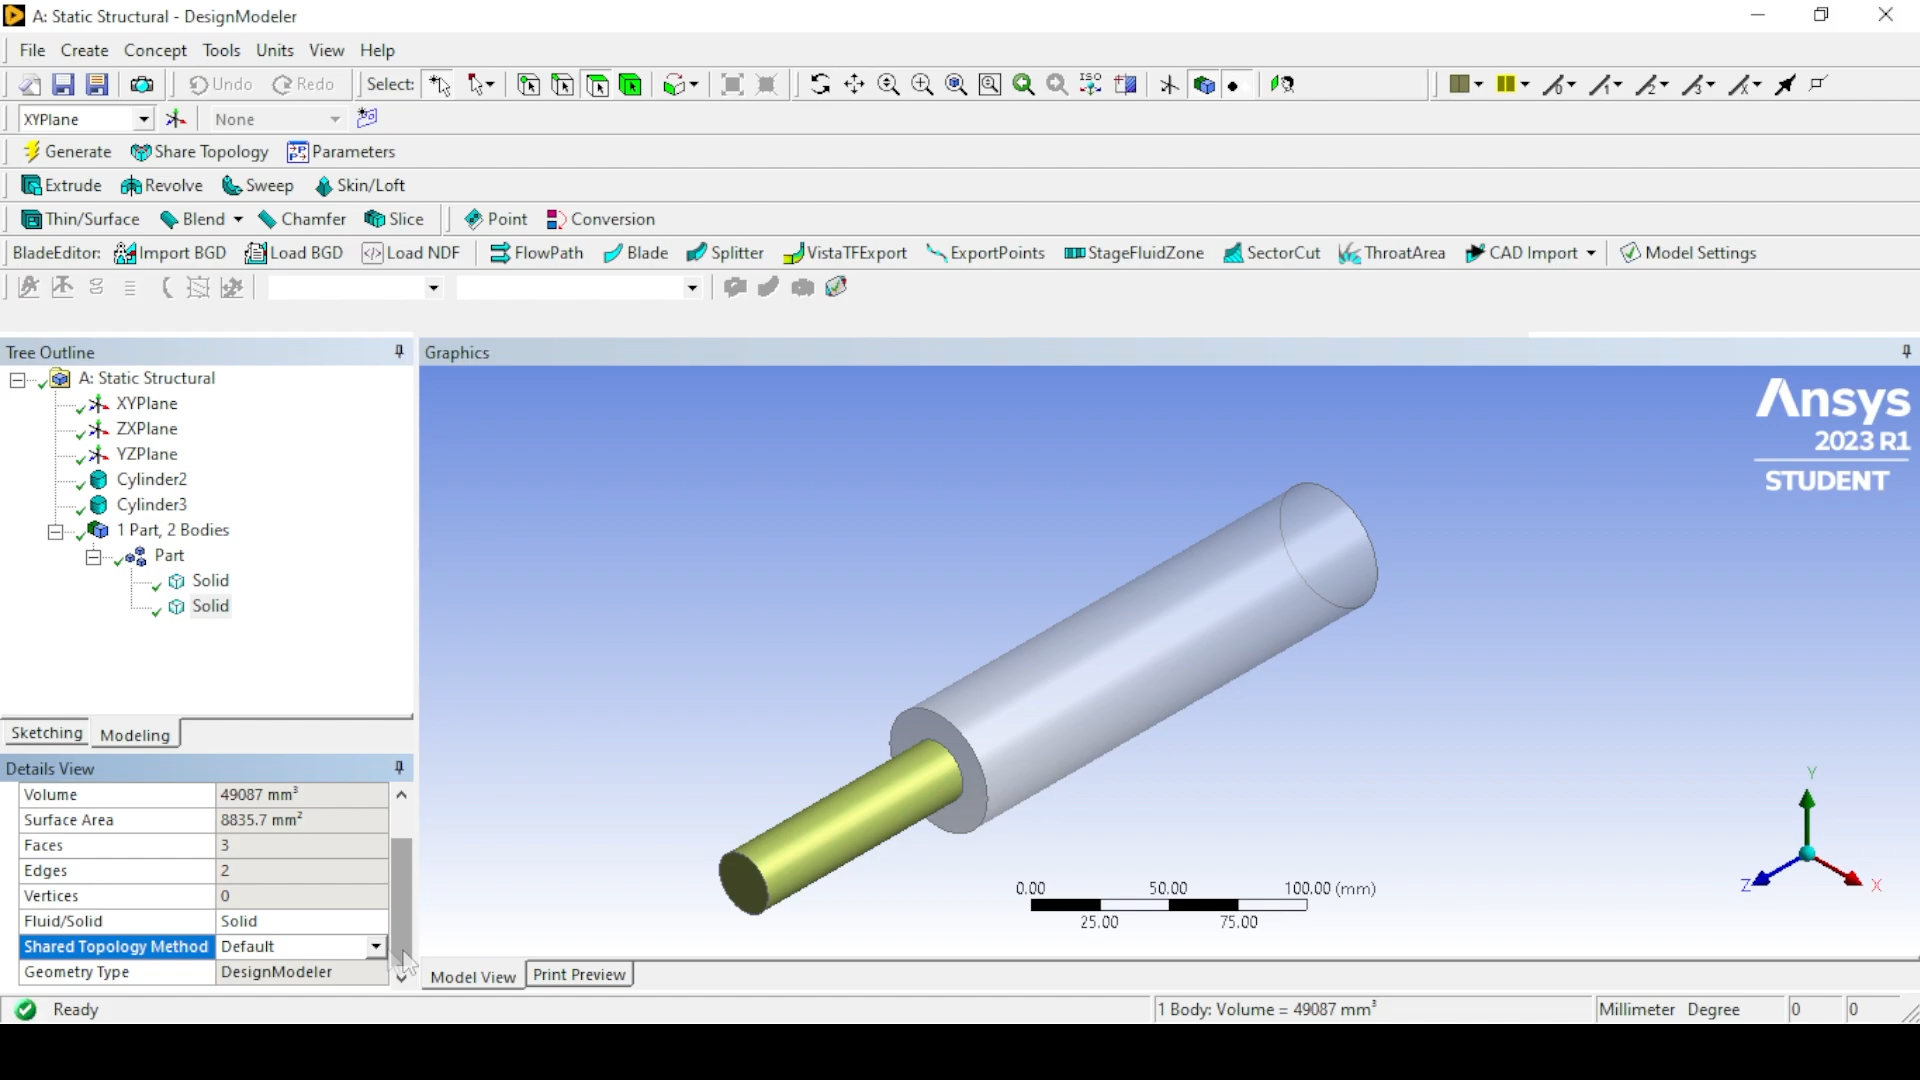 A: Static Structural - DesignModeler
File Create Concept Tools Units View Help
Undo Redo Select: ISO
XYPlane None
Generate Share Topology Parameters
Extrude Revolve Sweep Skin/Loft
Thin/Surface Blend Chamfer Slice Point Conversion
BladeEditor: Import BGD Load BGD Load NDF FlowPath Blade Splitter VistaTFExport ExportPoints StageFluidZone SectorCut ThroatArea CAD Import Model Settings
Tree Outline
A: Static Structural
XYPlane
ZXPlane
YZPlane
Cylinder2
Cylinder3
1 Part, 2 Bodies
Part
Solid
Solid
Sketching Modeling
Details View
Volume 49087 mm³
Surface Area 8835.7 mm²
Faces 3
Edges 2
Vertices 0
Fluid/Solid Solid
Shared Topology Method Default
Geometry Type DesignModeler
Graphics
Ansys
2023 R1
STUDENT
0.00 50.00 100.00 (mm)
25.00 75.00
Y
Z X
Model View Print Preview
Ready 1 Body: Volume = 49087 mm³ Millimeter Degree 0 0